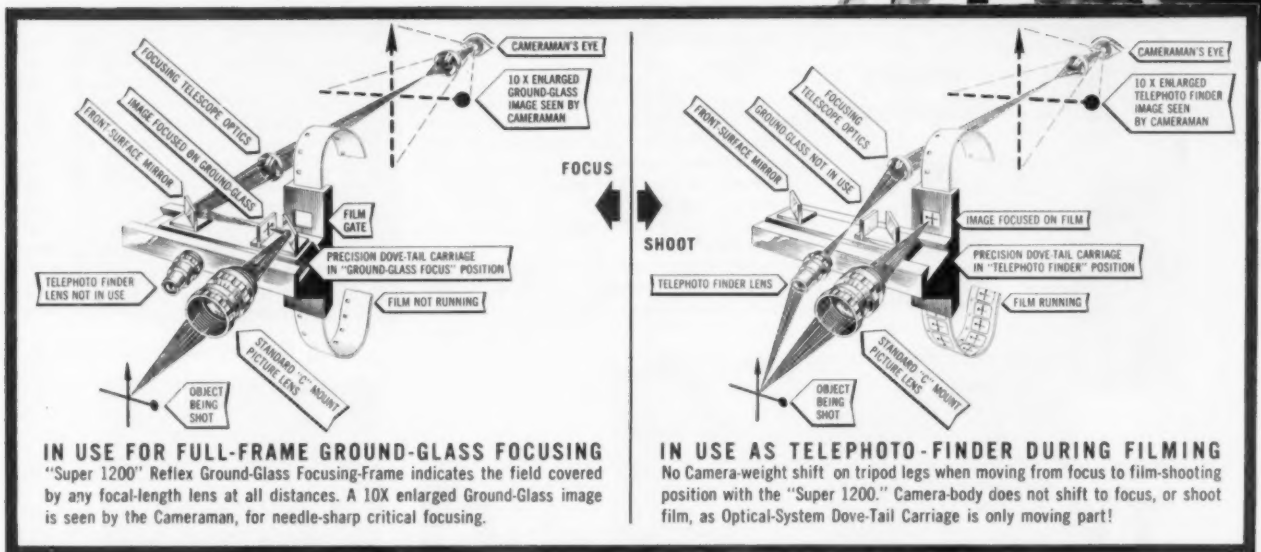 CAMERAMAN'S EYE
10 X ENLARGED
GROUND-GLASS
IMAGE SEEN BY
CAMERAMAN
FOCUSING TELESCOPE OPTICS
IMAGE FOCUSED ON GROUND-GLASS
FRONT-SURFACE MIRROR
FILM
GATE
PRECISION DOVE-TAIL CARRIAGE
IN "GROUND-GLASS FOCUS" POSITION
TELEPHOTO FINDER
LENS NOT IN USE
FILM NOT RUNNING
STANDARD "C" MOUNT
PICTURE LENS
OBJECT
BEING
SHOT
IN USE FOR FULL-FRAME GROUND-GLASS FOCUSING
"Super 1200" Reflex Ground-Glass Focusing-Frame indicates the field covered
by any focal-length lens at all distances. A 10X enlarged Ground-Glass image
is seen by the Cameraman, for needle-sharp critical focusing.
FOCUS
SHOOT
CAMERAMAN'S EYE
10 X ENLARGED
TELEPHOTO FINDER
IMAGE SEEN
BY CAMERAMAN
FOCUSING
TELESCOPE OPTICS
GROUND-GLASS NOT IN USE
FRONT-SURFACE MIRROR
IMAGE FOCUSED ON FILM
PRECISION DOVE-TAIL CARRIAGE
IN "TELEPHOTO FINDER" POSITION
TELEPHOTO FINDER LENS
FILM RUNNING
STANDARD "C" MOUNT
PICTURE LENS
OBJECT
BEING
SHOT
IN USE AS TELEPHOTO-FINDER DURING FILMING
No Camera-weight shift on tripod legs when moving from focus to film-shooting
position with the "Super 1200." Camera-body does not shift to focus, or shoot
film, as Optical-System Dove-Tail Carriage is only moving part!